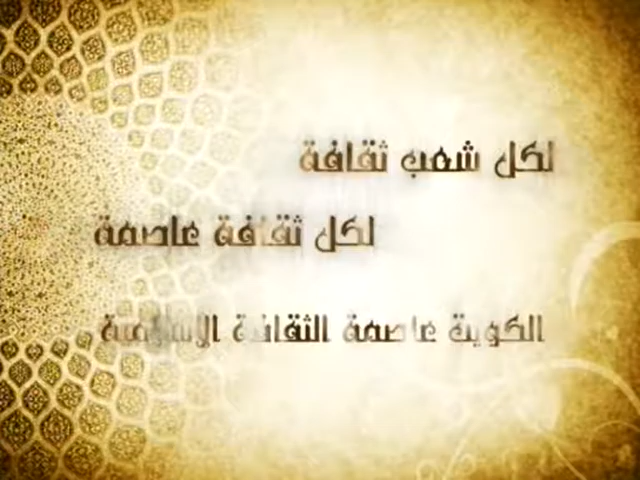 لكل شعب ثقافة
لكل ثقافة عاصمة
الكويت عاصمة الثقافة الإسلامية